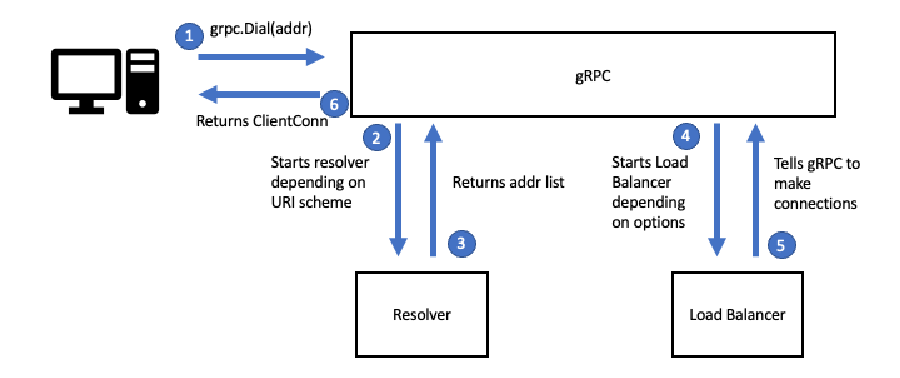 1
grpc.Dial(addr)
gRPC
6
Returns ClientConn
2
Starts resolver
depending on
URI scheme
Returns addr list
3
4
Starts Load
Balancer
depending
on options
Tells gRPC to
make
connections
5
Resolver
Load Balancer